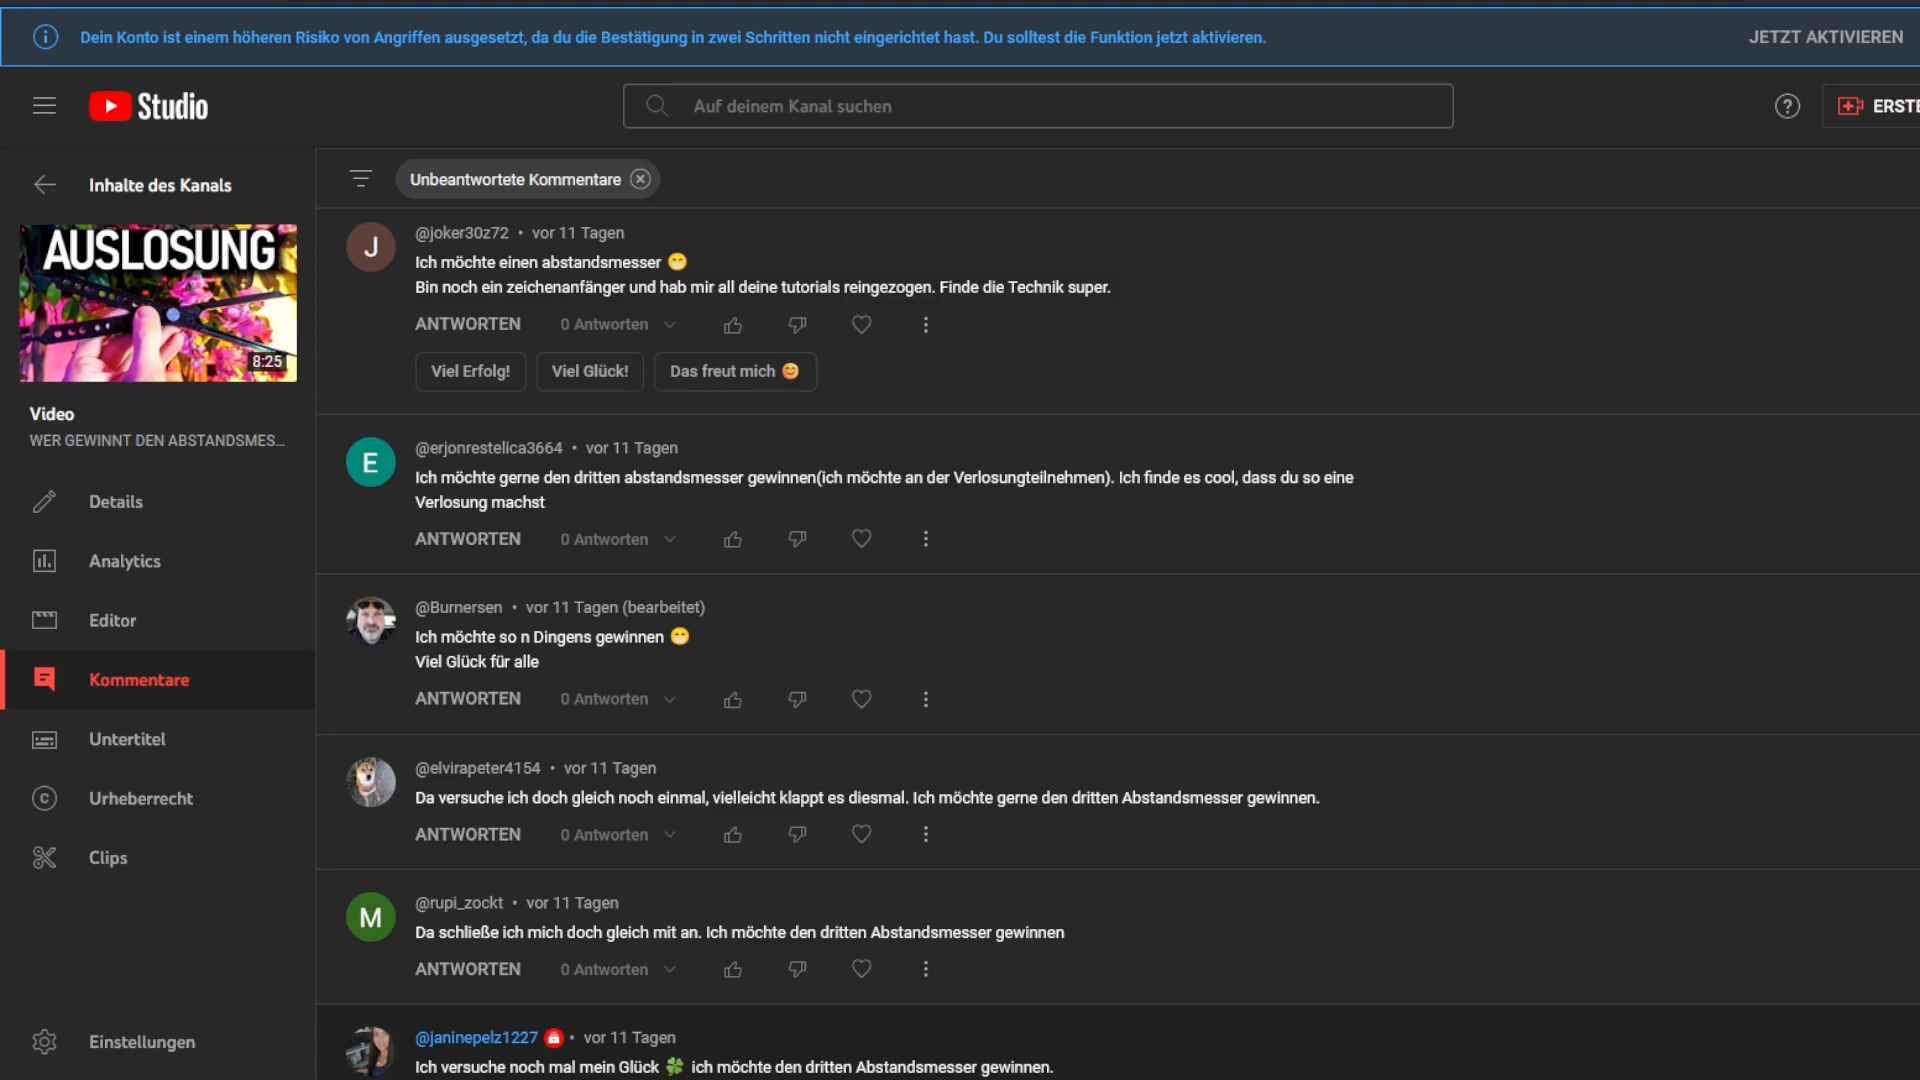 Dein Konto ist einem höheren Risiko von Angriffen ausgesetzt, da du die Bestätigung in zwei Schritten nicht eingerichtet hast. Du solltest die Funktion jetzt aktivieren.
JETZT AKTIVIEREN
Studio
Auf deinem Kanal suchen
ERSTE
Inhalte des Kanals
AUSLOSUNG
8:25
Video
WER GEWINNT DEN ABSTANDSMES...
Details
Analytics
Editor
Kommentare
Untertitel
Urheberrecht
Clips
Einstellungen
Unbeantwortete Kommentare
J
@joker30z72 • vor 11 Tagen
Ich möchte einen abstandsmesser 😁
Bin noch ein zeichenanfänger und hab mir all deine tutorials reingezogen. Finde die Technik super.
ANTWORTEN 0 Antworten
Viel Erfolg! Viel Glück! Das freut mich 😊
E
@erjonrestelica3664 • vor 11 Tagen
Ich möchte gerne den dritten abstandsmesser gewinnen(ich möchte an der Verlosungteilnehmen). Ich finde es cool, dass du so eine
Verlosung machst
ANTWORTEN 0 Antworten
@Burnersen • vor 11 Tagen (bearbeitet)
Ich möchte so n Dingens gewinnen 😁
Viel Glück für alle
ANTWORTEN 0 Antworten
@elvirapeter4154 • vor 11 Tagen
Da versuche ich doch gleich noch einmal, vielleicht klappt es diesmal. Ich möchte gerne den dritten Abstandsmesser gewinnen.
ANTWORTEN 0 Antworten
M
@rupi_zockt • vor 11 Tagen
Da schließe ich mich doch gleich mit an. Ich möchte den dritten Abstandsmesser gewinnen
ANTWORTEN 0 Antworten
@janinepelz1227 • vor 11 Tagen
Ich versuche noch mal mein Glück 🍀 ich möchte den dritten Abstandsmesser gewinnen.